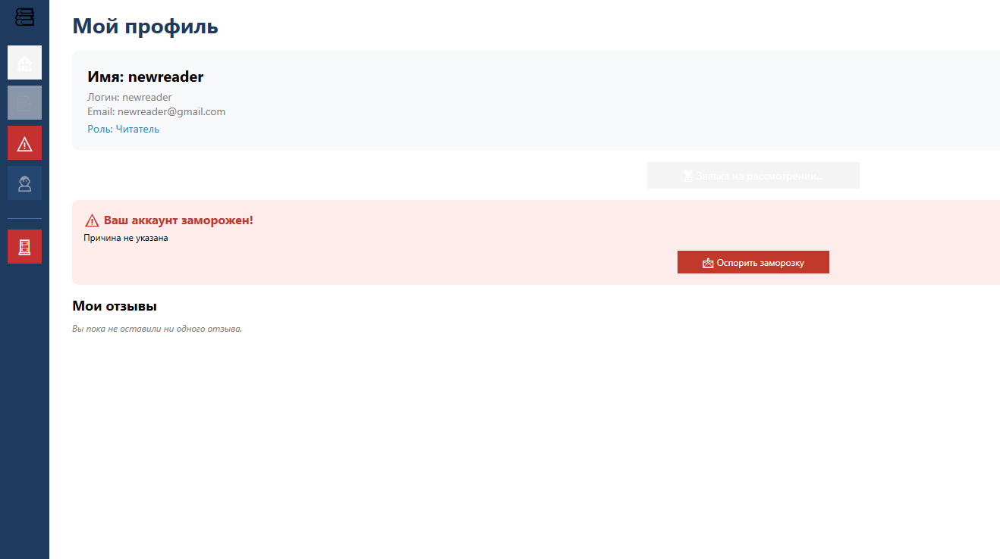 Мой профиль
Имя: newreader
Логин: newreader
Email: newreader@gmail.com
Роль: Читатель
Заявка на рассмотрении...
Ваш аккаунт заморожен!
Причина не указана
Оспорить заморозку
Мои отзывы
Вы пока не оставили ни одного отзыва.